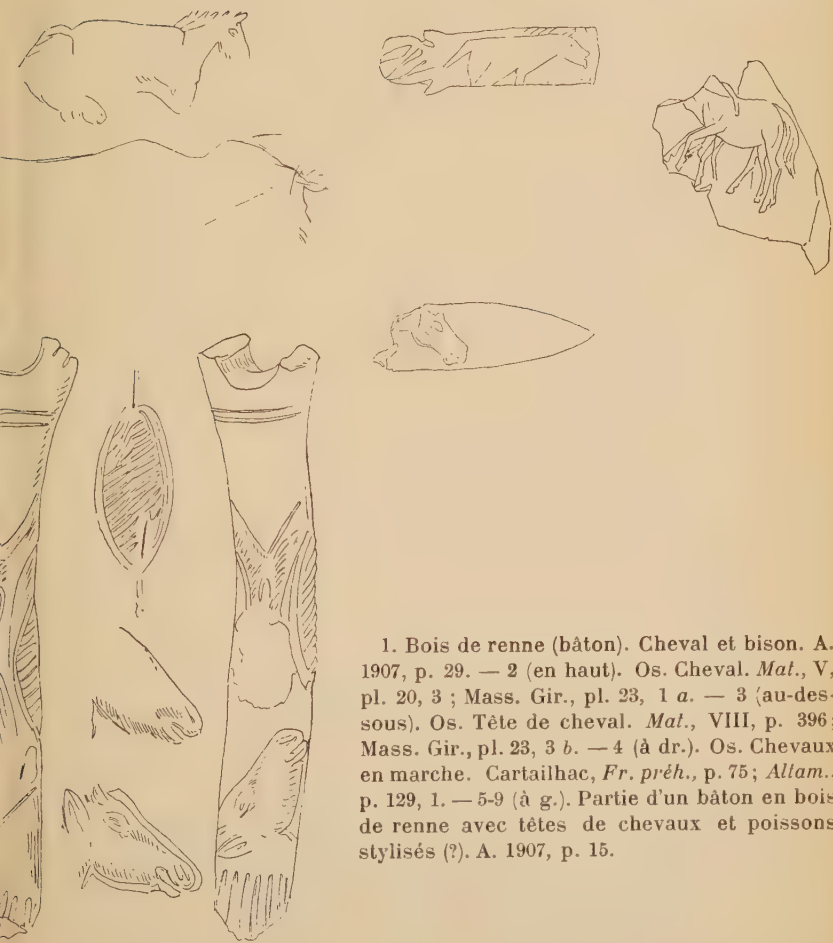 1. Bois de renne (bâton). Cheval et bison. A.
1907, p. 29. — 2 (en haut). Os. Cheval. Mat., V,
pl. 20, 3 ; Mass. Gir., pl. 23, 1 a. — 3 (au-des-
sous). Os. Tête de cheval. Mat., VIII, p. 396;
Mass. Gir., pl. 23, 3 b. — 4 (à dr.). Os. Chevaux
en marche. Cartailhac, Fr. préh., p. 75; Altam.,
p. 129, 1. — 5-9 (à g.). Partie d'un bâton en bois
de renne avec têtes de chevaux et poissons
stylisés (?). A. 1907, p. 15.